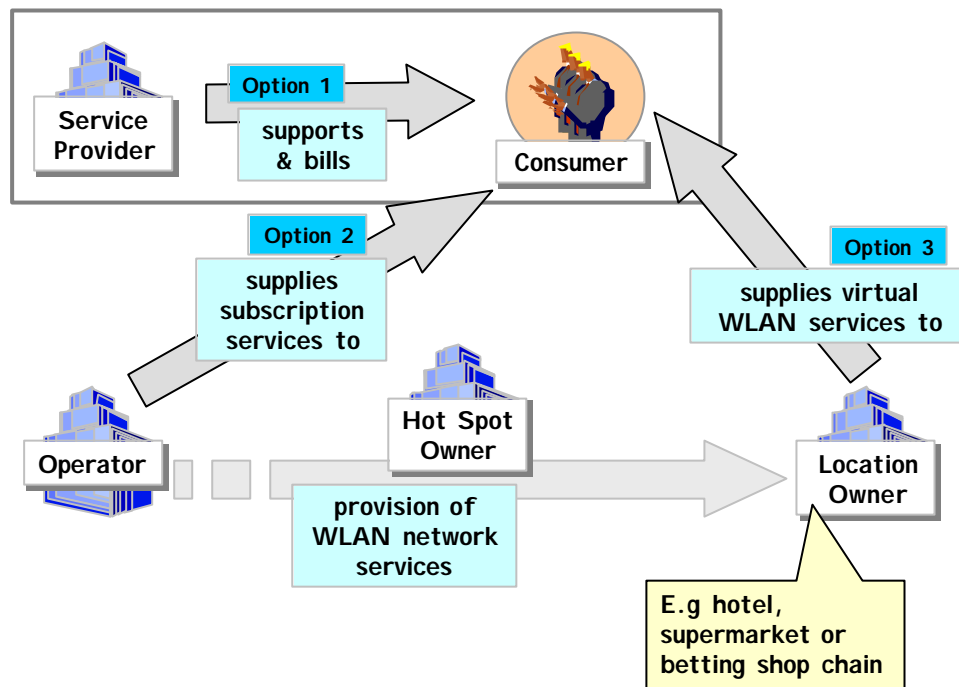 Service
Provider
Option 1
supports
& bills
Consumer
Option 2
supplies
subscription
services to
Option 3
supplies virtual
WLAN services to
Operator
Hot Spot
Owner
provision of
WLAN network
services
Location
Owner
E.g hotel,
supermarket or
betting shop chain